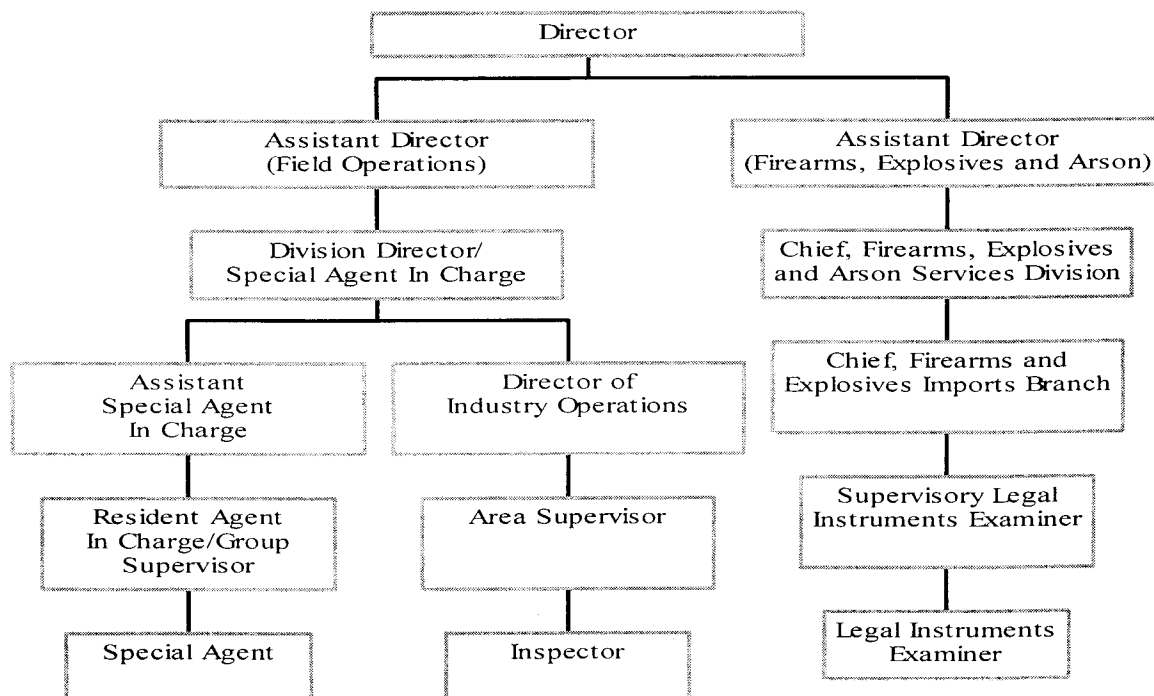 Director
Assistant Director
(Field Operations)
Assistant Director
(Firearms, Explosives and Arson)
Division Director/
Special Agent In Charge
Chief, Firearms, Explosives
and Arson Services Division
Assistant
Special Agent
In Charge
Director of
Industry Operations
Chief, Firearms and
Explosives Imports Branch
Resident Agent
In Charge/Group
Supervisor
Area Supervisor
Supervisory Legal
Instruments Examiner
Special Agent
Inspector
Legal Instruments
Examiner